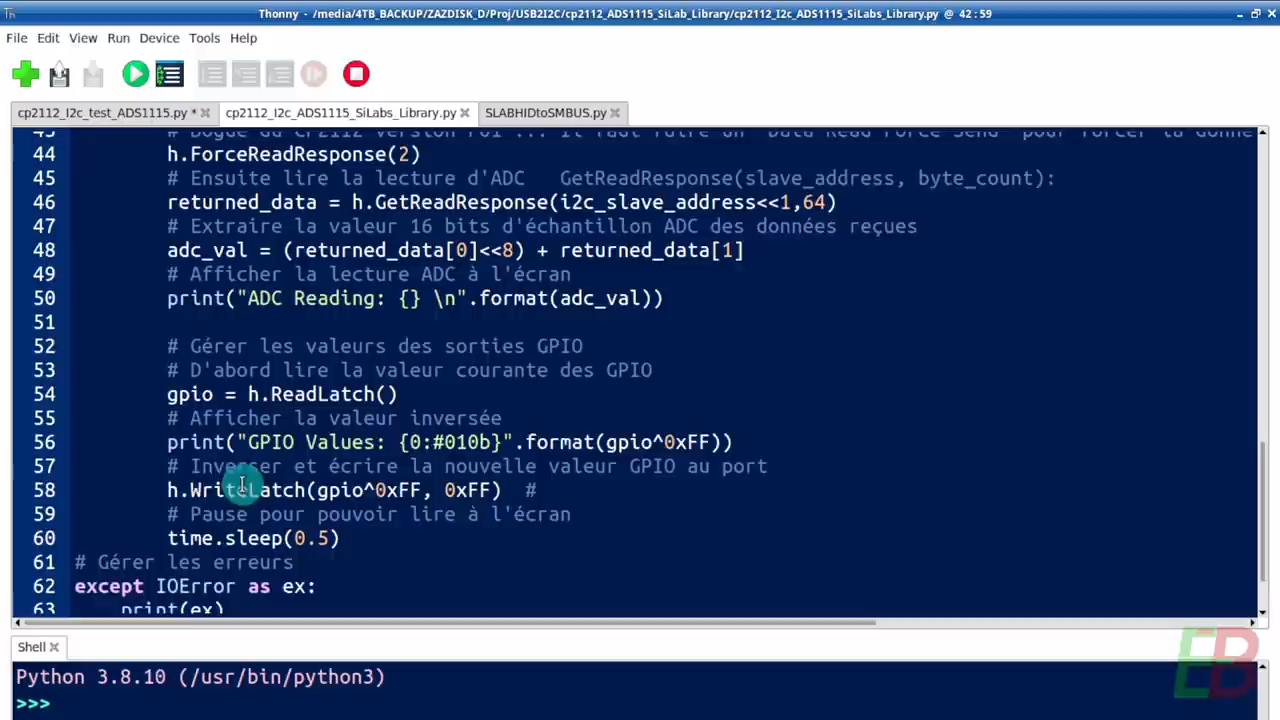 Thonny - /media/4TB_BACKUP/ZAZDISK_D/Proj/USB2I2C/cp2112_ADS1115_SiLab_Library/cp2112_I2c_ADS1115_SiLabs_Library.py @ 42:59
File Edit View Run Device Tools Help
cp2112_I2c_test_ADS1115.py * cp2112_I2c_ADS1115_SiLabs_Library.py SLABHIDtoSMBUS.py
44 h.ForceReadResponse(2)
45 # Ensuite lire la lecture d'ADC GetReadResponse(slave_address, byte_count):
46 returned_data = h.GetReadResponse(i2c_slave_address<<1,64)
47 # Extraire la valeur 16 bits d'échantillon ADC des données reçues
48 adc_val = (returned_data[0]<<8) + returned_data[1]
49 # Afficher la lecture ADC à l'écran
50 print("ADC Reading: {} \n".format(adc_val))
51
52 # Gérer les valeurs des sorties GPIO
53 # D'abord lire la valeur courante des GPIO
54 gpio = h.ReadLatch()
55 # Afficher la valeur inversée
56 print("GPIO Values: {0:#010b}".format(gpio^0xFF))
57 # Inverser et écrire la nouvelle valeur GPIO au port
58 h.WriteLatch(gpio^0xFF, 0xFF) #
59 # Pause pour pouvoir lire à l'écran
60 time.sleep(0.5)
61 # Gérer les erreurs
62 except IOError as ex:
63 print(ex)
Shell
Python 3.8.10 (/usr/bin/python3)
>>>
EB